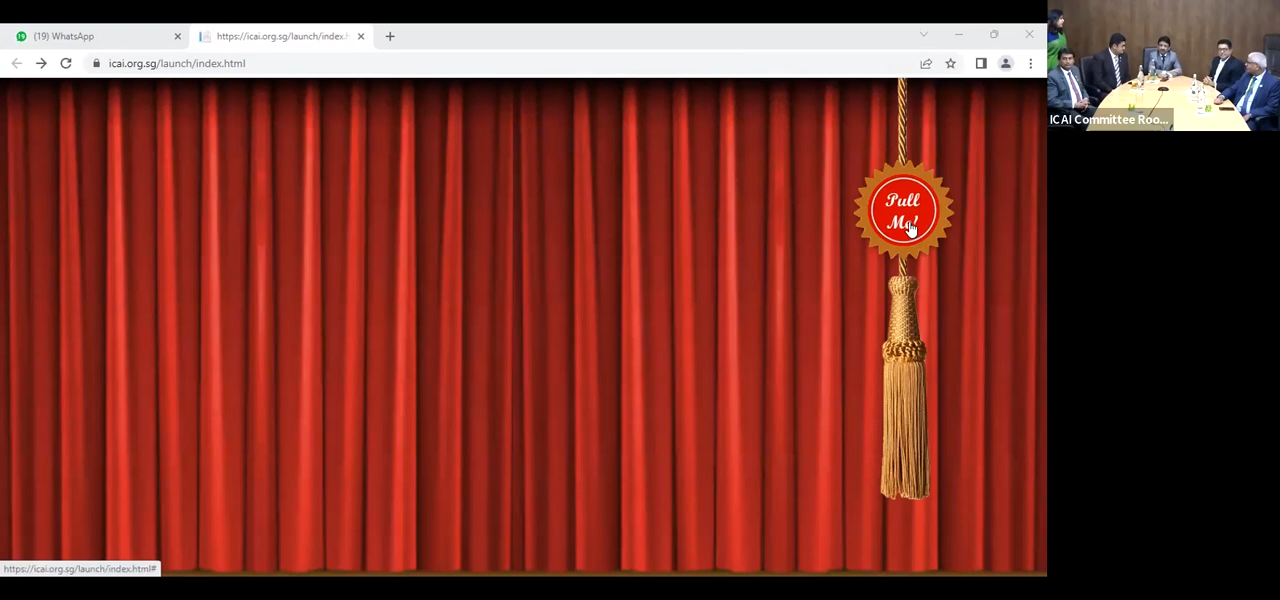 (19) WhatsApp
https://icai.org.sg/launch/index.h
icai.org.sg/launch/index.html
Pull
Me!
ICAI Committee Roo...
https://icai.org.sg/launch/index.html#